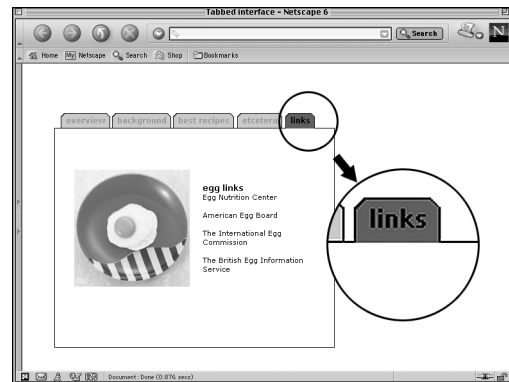 Tabbed interface - Netscape 6
Search
N
Home My Netscape Search Shop Bookmarks
overview background best recipes etcetera links
egg links
Egg Nutrition Center
American Egg Board
The International Egg
Commission
The British Egg Information
Service
links
Document: Done (0.876 secs)